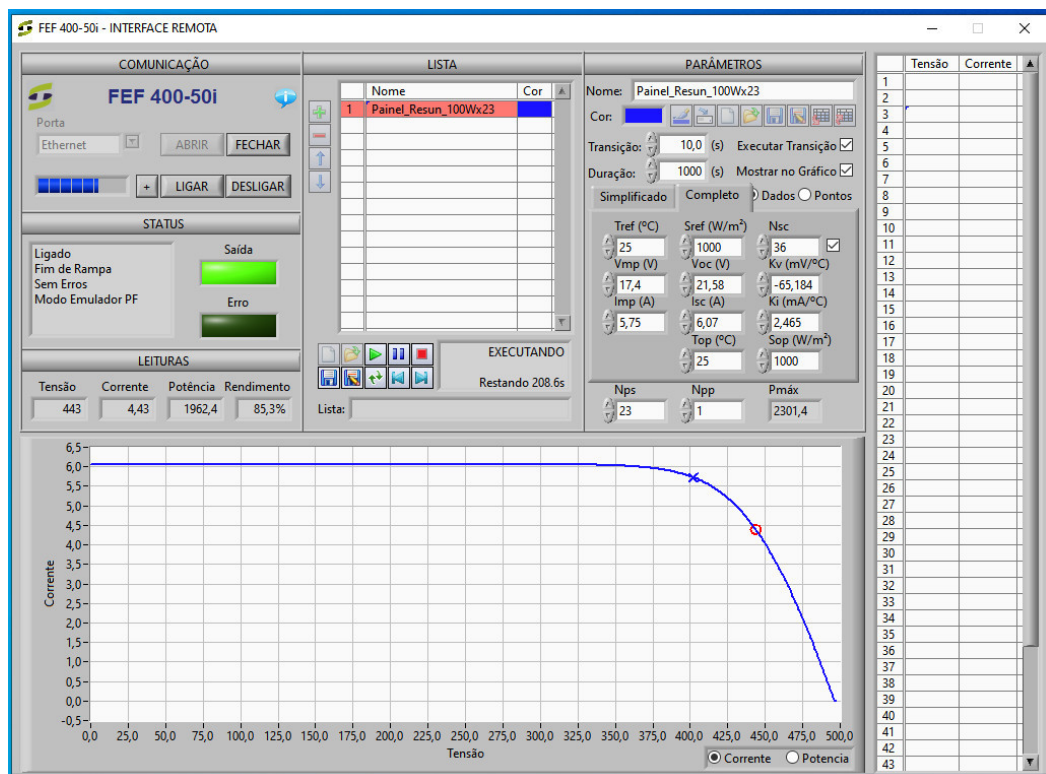 FEF 400-50i - INTERFACE REMOTA
COMUNICAÇÃO
FEF 400-50i
Porta
Ethernet
ABRIR
FECHAR
+
LIGAR
DESLIGAR
STATUS
Ligado
Fim de Rampa
Sem Erros
Modo Emulador PF
Saída
Erro
LEITURAS
Tensão Corrente Potência Rendimento
443 4,43 1962,4 85,3%
LISTA
Nome Cor
1 Painel_Resun_100Wx23
EXECUTANDO
Restando 208.6s
Lista:
PARÂMETROS
Nome: Painel_Resun_100Wx23
Cor:
Transição: 10,0 (s) Executar Transição
Duração: 1000 (s) Mostrar no Gráfico
Simplificado Completo Dados Pontos
Tref (ºC) Sref (W/m²) Nsc
25 1000 36
Vmp (V) Voc (V) Kv (mV/ºC)
17,4 21,58 -65,184
Imp (A) Isc (A) Ki (mA/ºC)
5,75 6,07 2,465
Top (ºC) Sop (W/m²)
25 1000
Nps Npp Pmáx
23 1 2301,4
Corrente
6,5
6,0
5,5
5,0
4,5
4,0
3,5
3,0
2,5
2,0
1,5
1,0
0,5
0,0
-0,5
0,0 25,0 50,0 75,0 100,0 125,0 150,0 175,0 200,0 225,0 250,0 275,0 300,0 325,0 350,0 375,0 400,0 425,0 450,0 475,0 500,0
Tensão
Corrente Potencia
Tensão Corrente
1
2
3
4
5
6
7
8
9
10
11
12
13
14
15
16
17
18
19
20
21
22
23
24
25
26
27
28
29
30
31
32
33
34
35
36
37
38
39
40
41
42
43